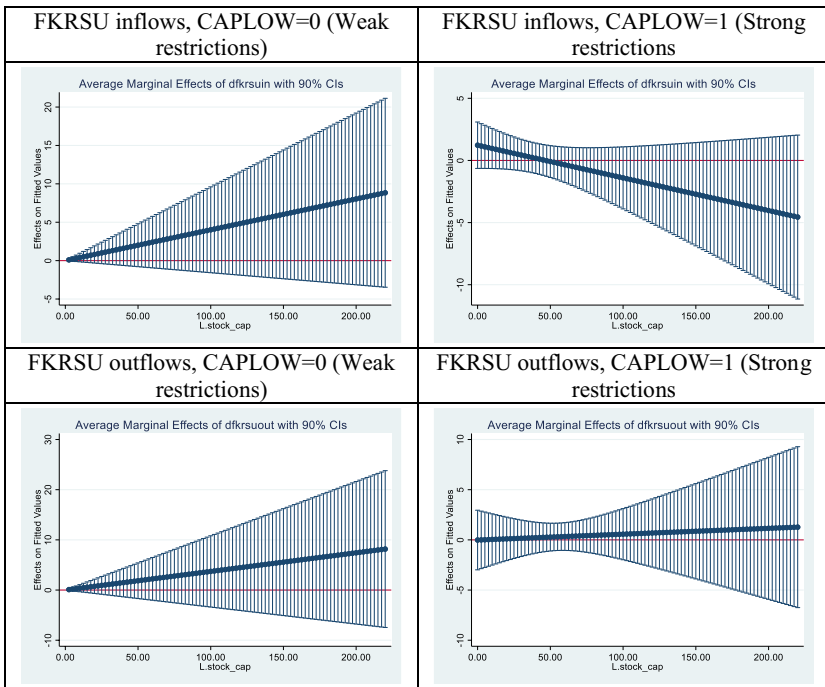 FKRSU inflows, CAPLOW=0 (Weak
restrictions)
FKRSU inflows, CAPLOW=1 (Strong
restrictions
Average Marginal Effects of dfkrsuin with 90% CIs
Effects on Fitted Values
20
15
10
5
0
-5
0.00
50.00
100.00
150.00
200.00
L.stock_cap
Average Marginal Effects of dfkrsuin with 90% CIs
Effects on Fitted Values
5
0
-5
-10
0.00
50.00
100.00
150.00
200.00
L.stock_cap
FKRSU outflows, CAPLOW=0 (Weak
restrictions)
FKRSU outflows, CAPLOW=1 (Strong
restrictions
Average Marginal Effects of dfkrsuout with 90% CIs
Effects on Fitted Values
30
20
10
0
-10
0.00
50.00
100.00
150.00
200.00
L.stock_cap
Average Marginal Effects of dfkrsuout with 90% CIs
Effects on Fitted Values
10
5
0
-5
-10
0.00
50.00
100.00
150.00
200.00
L.stock_cap